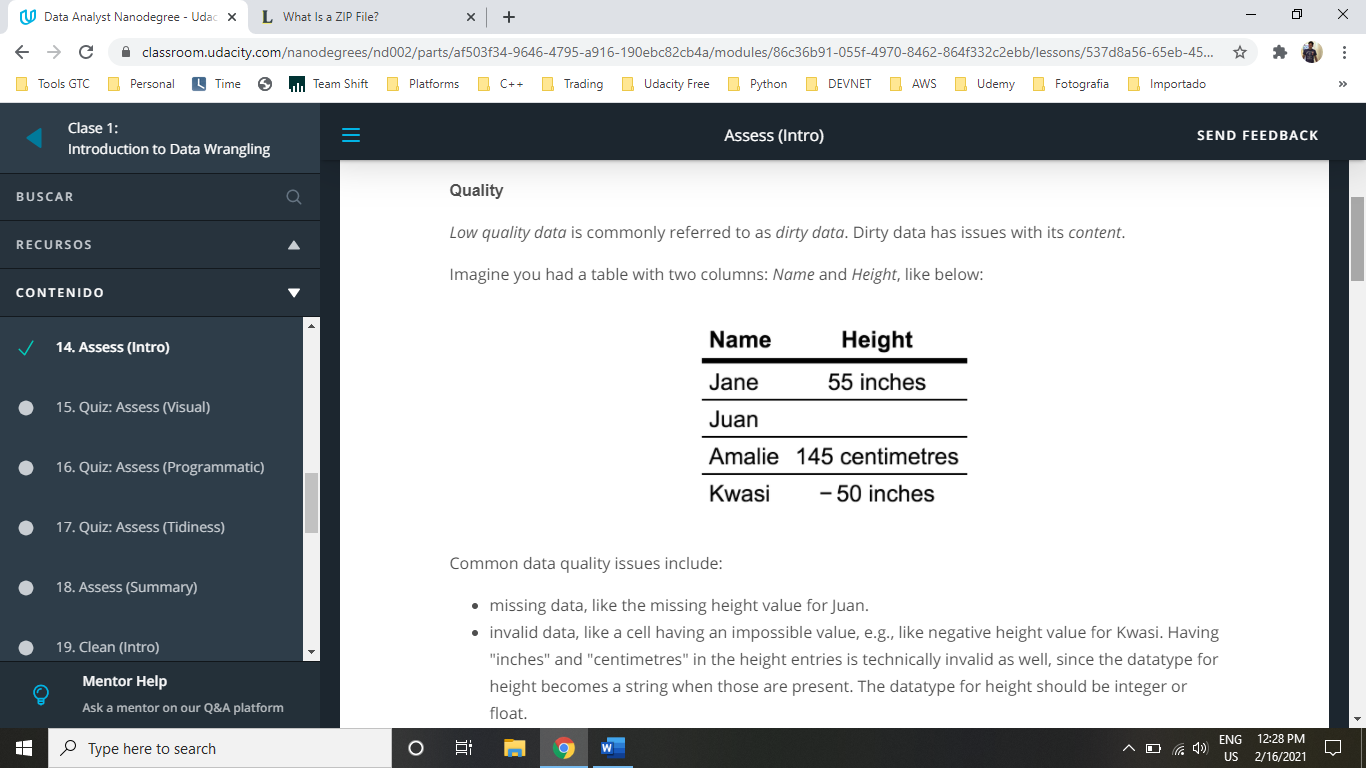 Data Analyst Nanodegree - Udac
What Is a ZIP File?
classroom.udacity.com/nanodegrees/nd002/parts/af503f34-9646-4795-a916-190ebc82cb4a/modules/86c36b91-055f-4970-8462-864f332c2ebb/lessons/537d8a56-65eb-45...
Tools GTC Personal Time Team Shift Platforms C++ Trading Udacity Free Python DEVNET AWS Udemy Fotografia Importado »
Clase 1:
Introduction to Data Wrangling
BUSCAR
RECURSOS
CONTENIDO
14. Assess (Intro)
15. Quiz: Assess (Visual)
16. Quiz: Assess (Programmatic)
17. Quiz: Assess (Tidiness)
18. Assess (Summary)
19. Clean (Intro)
Mentor Help
Ask a mentor on our Q&A platform
Assess (Intro)
SEND FEEDBACK
Quality
Low quality data is commonly referred to as dirty data. Dirty data has issues with its content.
Imagine you had a table with two columns: Name and Height, like below:
Name Height
Jane 55 inches
Juan
Amalie 145 centimetres
Kwasi – 50 inches
Common data quality issues include:
• missing data, like the missing height value for Juan.
• invalid data, like a cell having an impossible value, e.g., like negative height value for Kwasi. Having
"inches" and "centimetres" in the height entries is technically invalid as well, since the datatype for
height becomes a string when those are present. The datatype for height should be integer or
float.
Type here to search
ENG
US
12:28 PM
2/16/2021